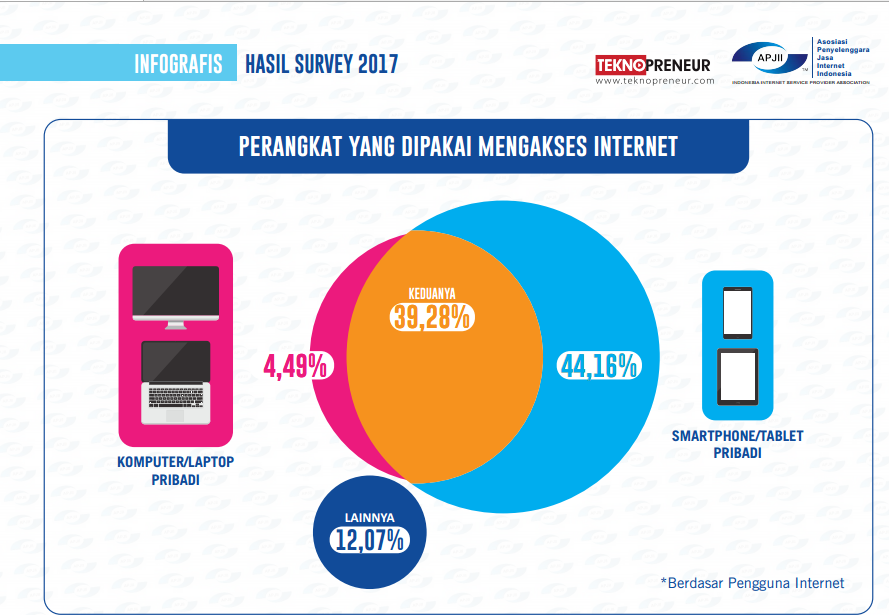 INFOGRAFIS HASIL SURVEY 2017
TEKNOPRENEUR
www.teknopreneur.com
APJII
TM
Asosiasi
Penyelenggara
Jasa
Internet
Indonesia
INDONESIA INTERNET SERVICE PROVIDER ASSOCIATION
PERANGKAT YANG DIPAKAI MENGAKSES INTERNET
KEDUANYA
39,28%
4,49%
44,16%
KOMPUTER/LAPTOP
PRIBADI
SMARTPHONE/TABLET
PRIBADI
LAINNYA
12,07%
*Berdasar Pengguna Internet